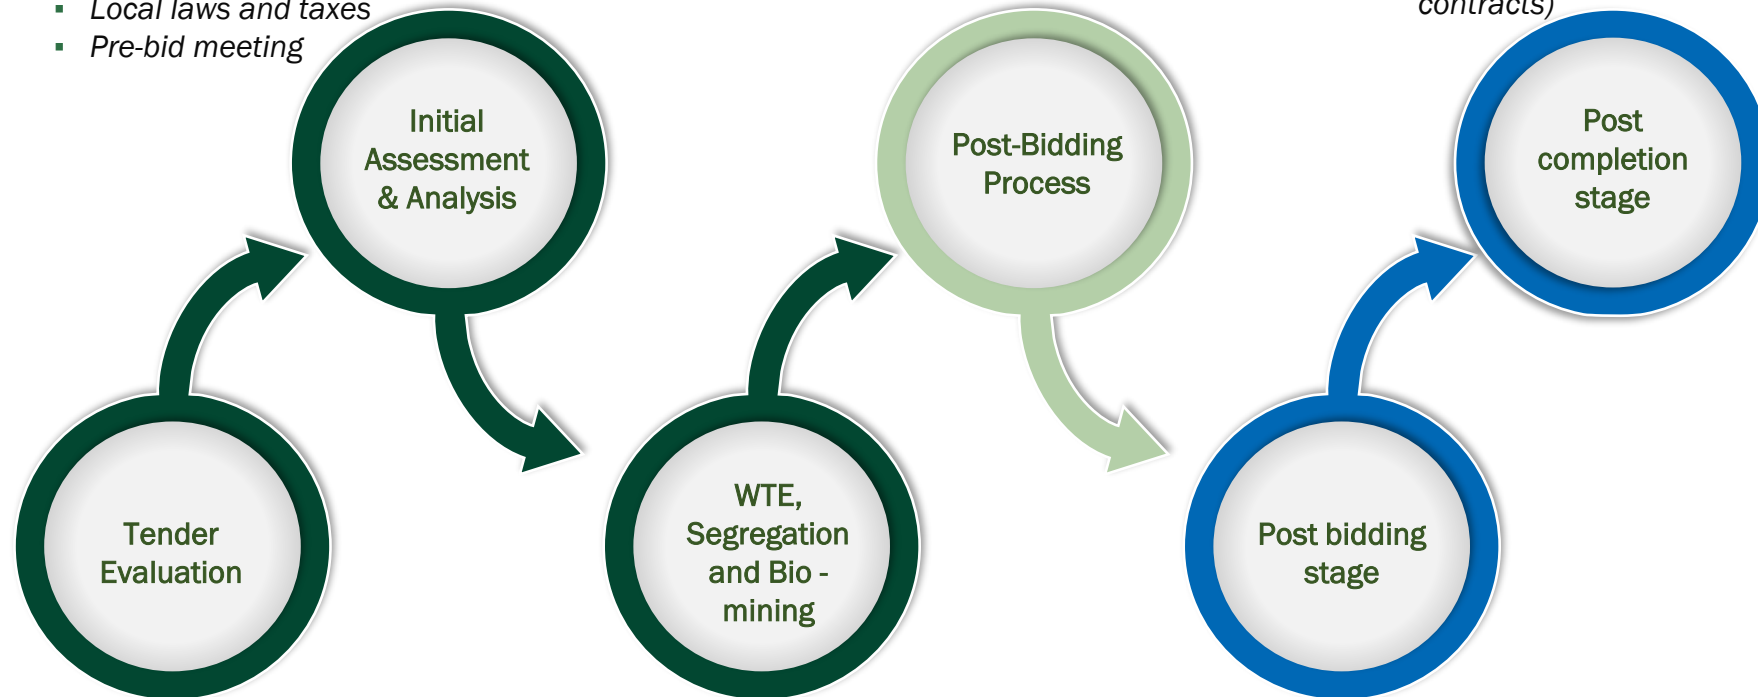 Local laws and taxes
Pre-bid meeting
contracts)
Initial
Assessment
& Analysis
Post-Bidding
Process
Post
completion
stage
Tender
Evaluation
WTE,
Segregation
and Bio -
mining
Post bidding
stage